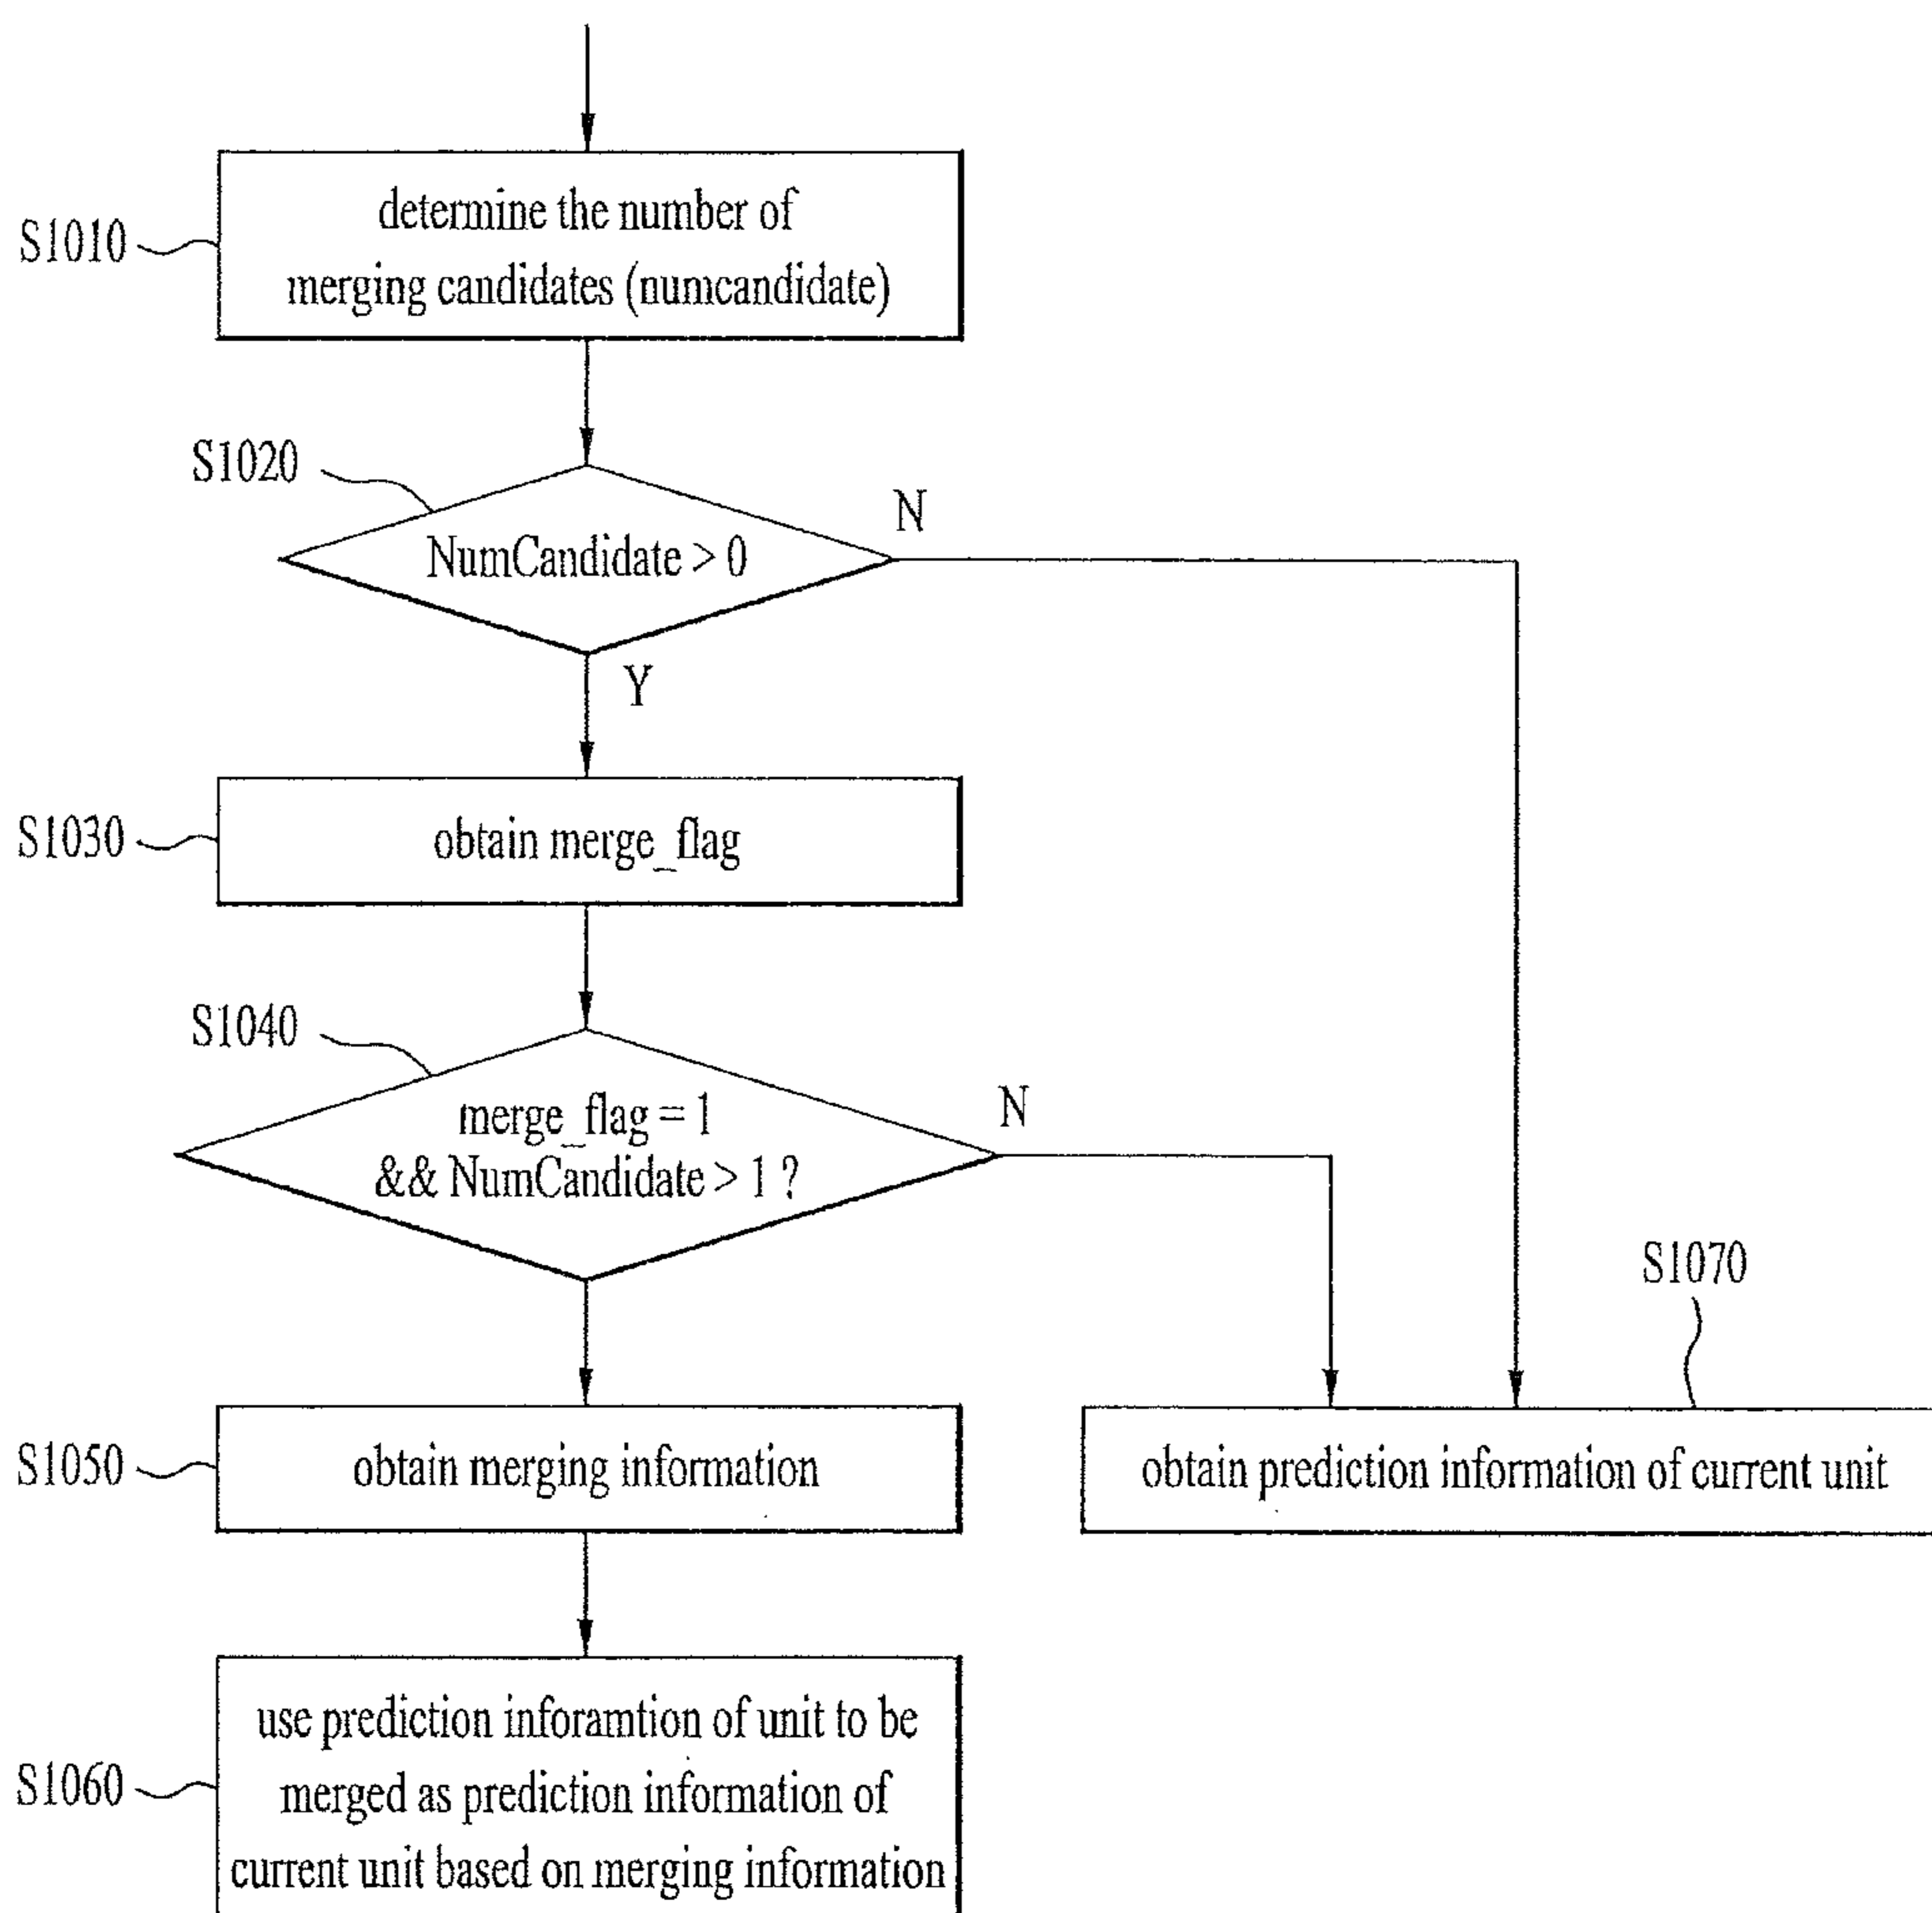 S1010
determine the number of
merging candidates (numcandidate)
S1020
NumCandidate > 0
N
Y
S1030
obtain merge_flag
S1040
merge_flag = 1
&& NumCandidate > 1 ?
N
S1070
S1050
obtain merging information
obtain prediction information of current unit
S1060
use prediction inforamtion of unit to be
merged as prediction information of
current unit based on merging information